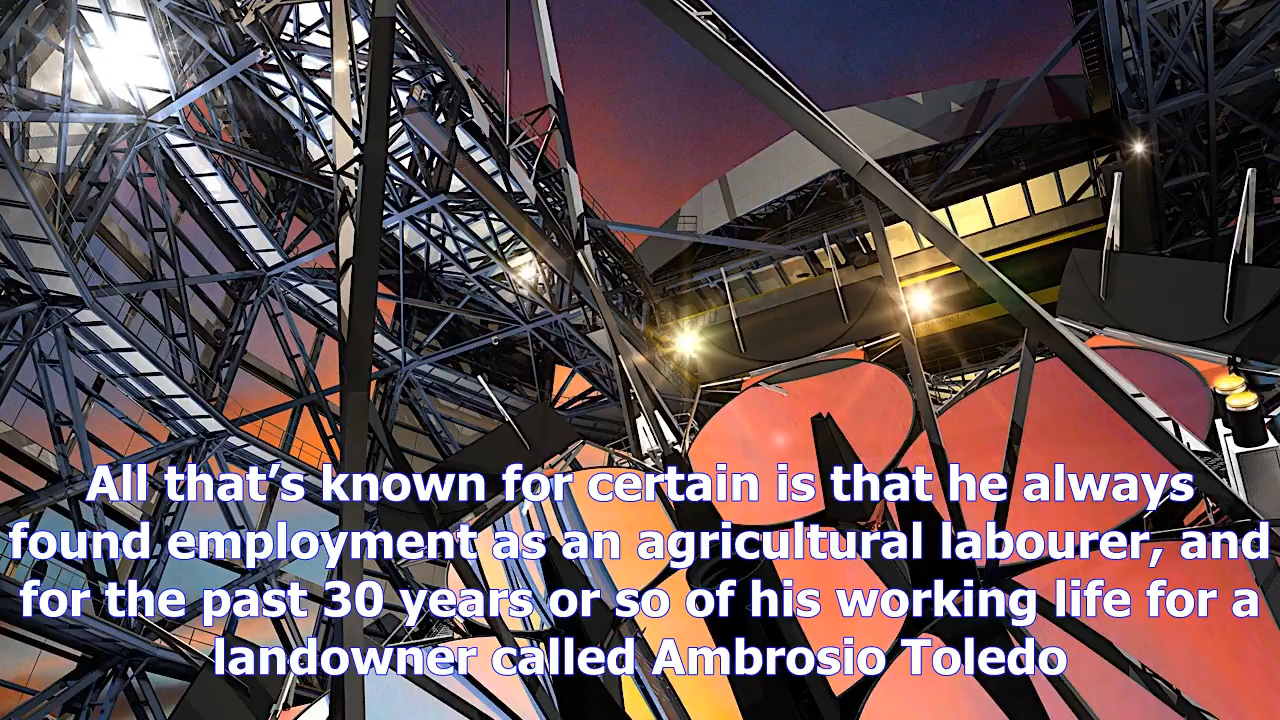 All that’s known for certain is that he always
found employment as an agricultural labourer, and
for the past 30 years or so of his working life for a
landowner called Ambrosio Toledo